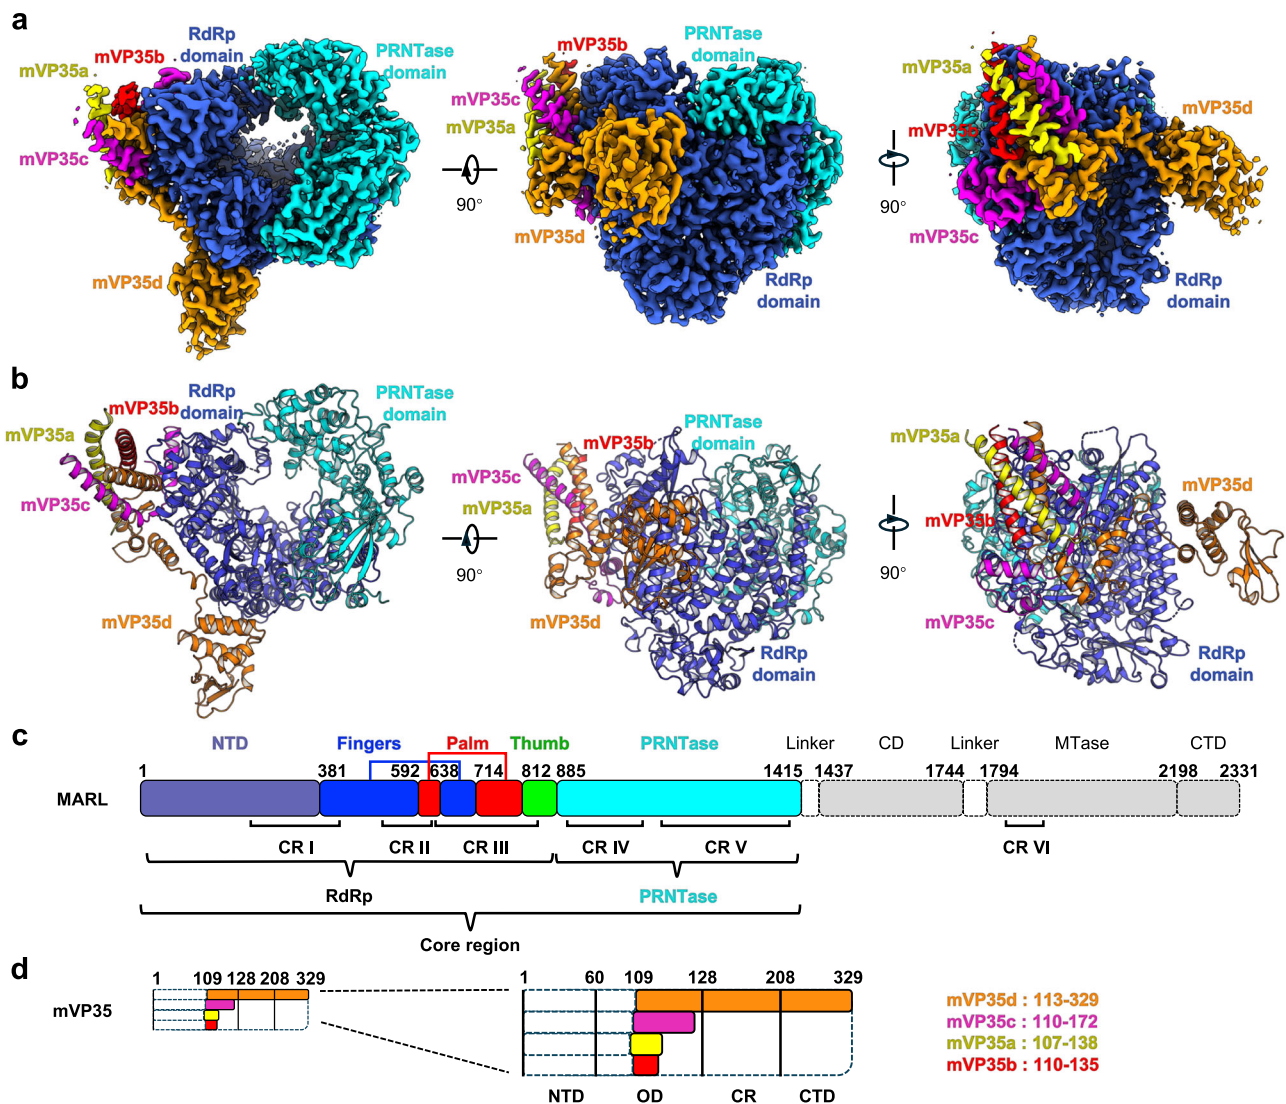 a
RdRp
domain
mVP35b
mVP35a
PRNTase
domain
mVP35c
mVP35d
90°
mVP35b
PRNTase
domain
mVP35c
mVP35a
mVP35d
RdRp
domain
90°
mVP35a
mVP35d
mVP35b
mVP35c
RdRp
domain
b
RdRp
domain
mVP35b
mVP35a
PRNTase
domain
mVP35c
mVP35d
90°
mVP35b
PRNTase
domain
mVP35c
mVP35a
mVP35d
RdRp
domain
90°
mVP35a
mVP35d
mVP35b
mVP35c
RdRp
domain
c
NTD Fingers Palm Thumb PRNTase Linker CD Linker MTase CTD
1 381 592 638 714 812 885 1415 1437 1744 1794 2198 2331
MARL
CR I CR II CR III CR IV CR V CR VI
RdRp PRNTase
Core region
d
mVP35
1 109 128 208 329
1 60 109 128 208 329
NTD OD CR CTD
mVP35d : 113-329
mVP35c : 110-172
mVP35a : 107-138
mVP35b : 110-135